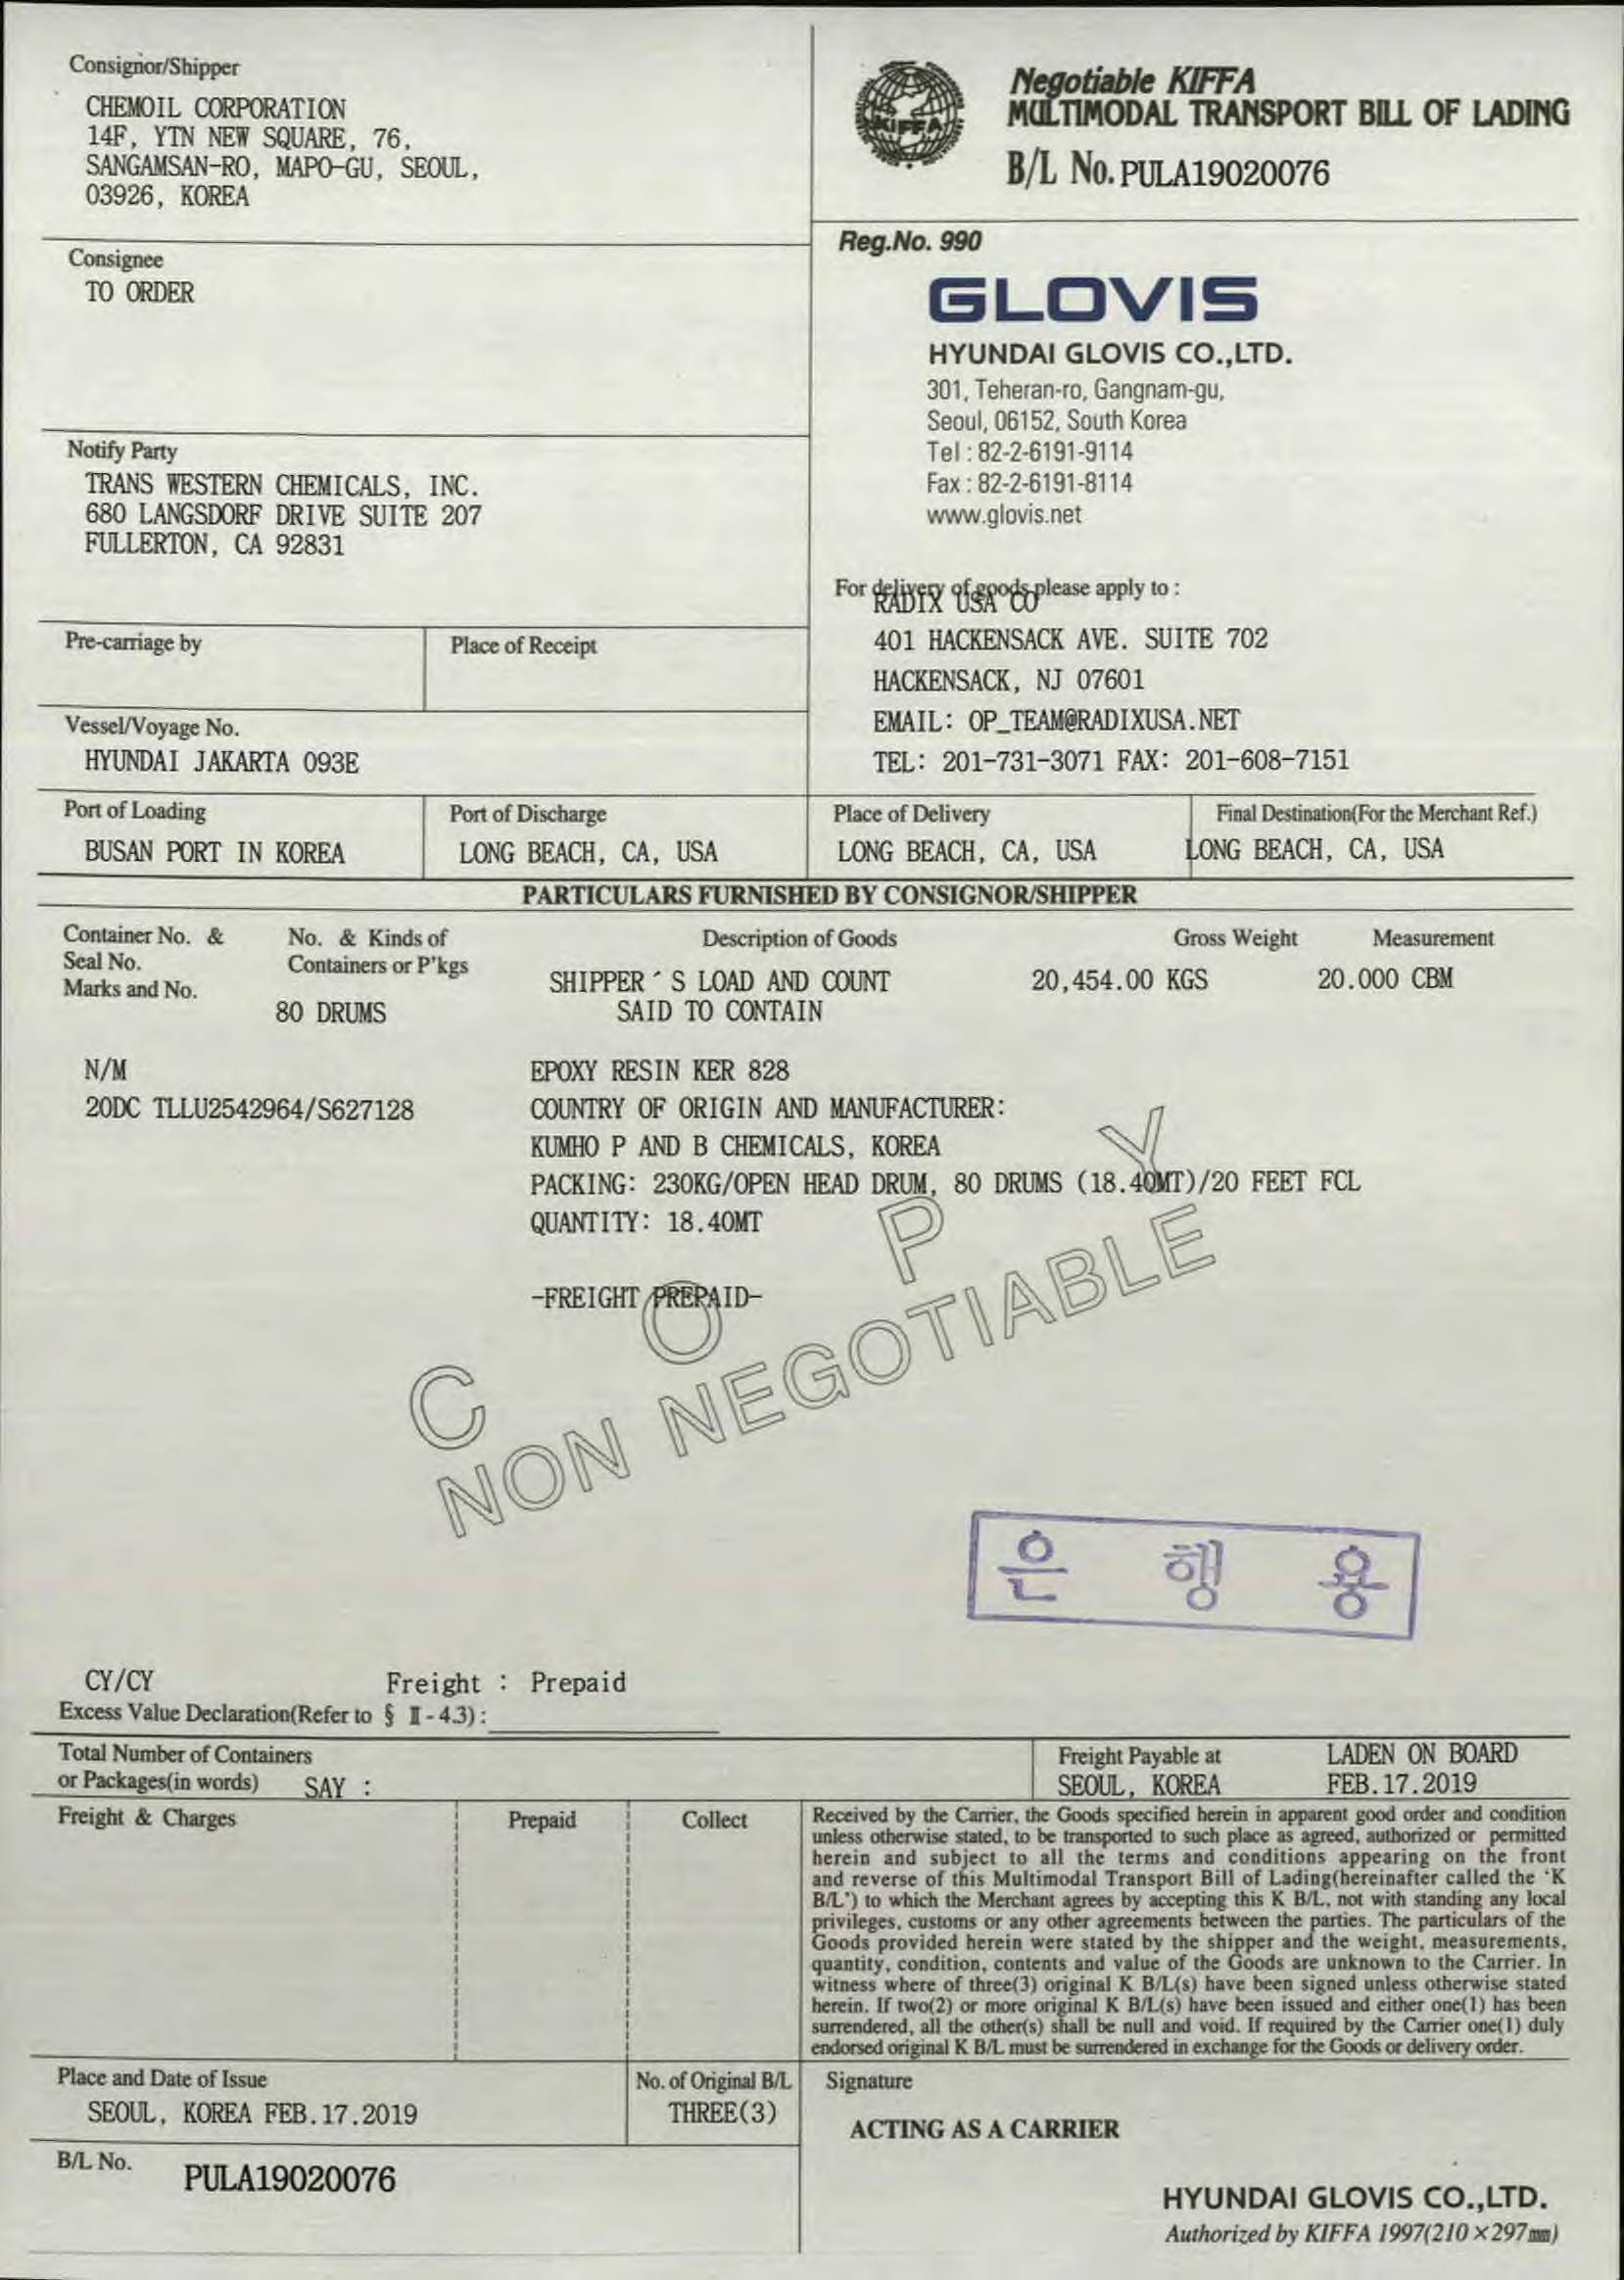 Consignor/Shipper
CHEMOIL CORPORATION
14F, YTN NEW SQUARE, 76,
SANGAMSAN-RO, MAPO-GU, SEOUL,
03926, KOREA
KIFFA
Negotiable KIFFA
MULTIMODAL TRANSPORT BILL OF LADING
B/L No. PULA19020076
Consignee
TO ORDER
Reg.No. 990
GLOVIS
HYUNDAI GLOVIS CO.,LTD.
301, Teheran-ro, Gangnam-gu,
Seoul, 06152, South Korea
Tel : 82-2-6191-9114
Fax : 82-2-6191-8114
www.glovis.net
Notify Party
TRANS WESTERN CHEMICALS, INC.
680 LANGSDORF DRIVE SUITE 207
FULLERTON, CA 92831
For delivery of goods please apply to :
RADIX USA CO
401 HACKENSACK AVE. SUITE 702
HACKENSACK, NJ 07601
EMAIL: OP_TEAM@RADIXUSA.NET
TEL: 201-731-3071 FAX: 201-608-7151
Pre-carriage by
Place of Receipt
Vessel/Voyage No.
HYUNDAI JAKARTA 093E
Port of Loading
BUSAN PORT IN KOREA
Port of Discharge
LONG BEACH, CA, USA
Place of Delivery
LONG BEACH, CA, USA
Final Destination(For the Merchant Ref.)
LONG BEACH, CA, USA
PARTICULARS FURNISHED BY CONSIGNOR/SHIPPER
Container No. &
Seal No.
Marks and No.
No. & Kinds of
Containers or P'kgs
Description of Goods
Gross Weight
Measurement
80 DRUMS
SHIPPER´S LOAD AND COUNT
SAID TO CONTAIN
20,454.00 KGS
20.000 CBM
N/M
20DC TLLU2542964/S627128
EPOXY RESIN KER 828
COUNTRY OF ORIGIN AND MANUFACTURER:
KUMHO P AND B CHEMICALS, KOREA
PACKING: 230KG/OPEN HEAD DRUM, 80 DRUMS (18.40MT)/20 FEET FCL
QUANTITY: 18.40MT
-FREIGHT PREPAID-
COPY
NON NEGOTIABLE
은 행 용
CY/CY
Freight : Prepaid
Excess Value Declaration(Refer to § Ⅱ - 4.3) :
Total Number of Containers
or Packages(in words) SAY :
Freight Payable at
SEOUL, KOREA
LADEN ON BOARD
FEB.17.2019
Freight & Charges
Prepaid
Collect
Received by the Carrier, the Goods specified herein in apparent good order and condition
unless otherwise stated, to be transported to such place as agreed, authorized or permitted
herein and subject to all the terms and conditions appearing on the front
and reverse of this Multimodal Transport Bill of Lading(hereinafter called the 'K
B/L') to which the Merchant agrees by accepting this K B/L, not with standing any local
privileges, customs or any other agreements between the parties. The particulars of the
Goods provided herein were stated by the shipper and the weight, measurements,
quantity, condition, contents and value of the Goods are unknown to the Carrier. In
witness where of three(3) original K B/L(s) have been signed unless otherwise stated
herein. If two(2) or more original K B/L(s) have been issued and either one(1) has been
surrendered, all the other(s) shall be null and void. If required by the Carrier one(1) duly
endorsed original K B/L must be surrendered in exchange for the Goods or delivery order.
Place and Date of Issue
SEOUL, KOREA FEB.17.2019
No. of Original B/L
THREE(3)
Signature
ACTING AS A CARRIER
B/L No. PULA19020076
HYUNDAI GLOVIS CO.,LTD.
Authorized by KIFFA 1997(210×297㎜)